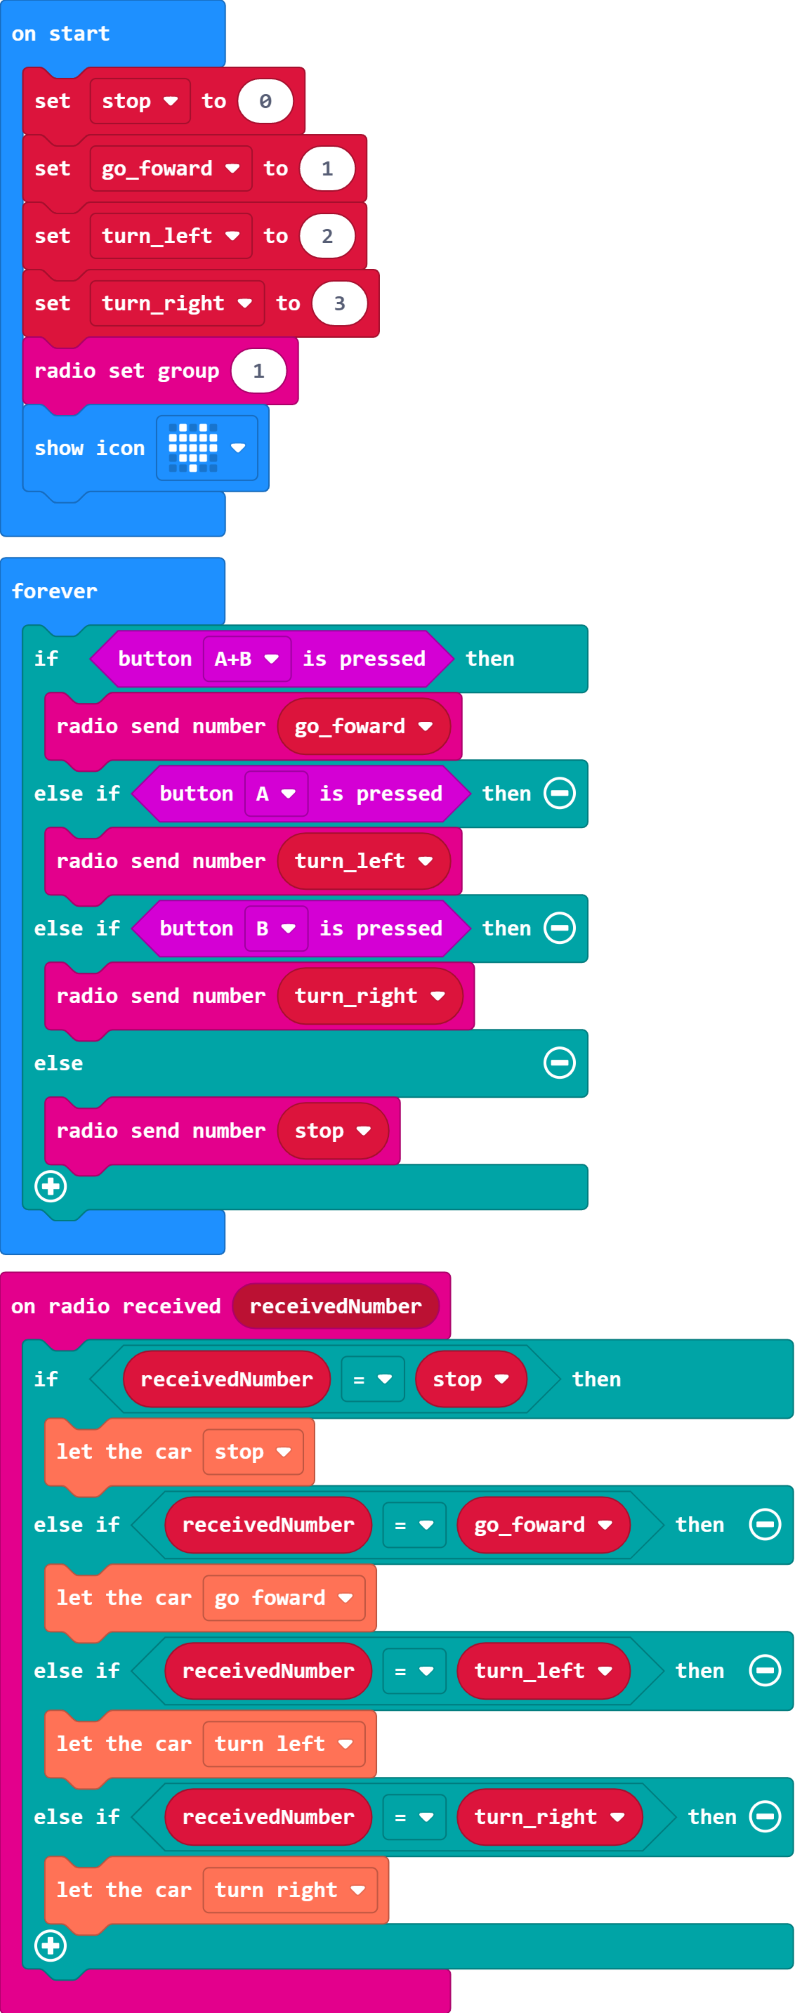 on start
set stop to 0
set go_foward to 1
set turn_left to 2
set turn_right to 3
radio set group 1
show icon
forever
if button A+B is pressed then
radio send number go_foward
else if button A is pressed then
radio send number turn_left
else if button B is pressed then
radio send number turn_right
else
radio send number stop
on radio received receivedNumber
if receivedNumber = stop then
let the car stop
else if receivedNumber = go_foward then
let the car go foward
else if receivedNumber = turn_left then
let the car turn left
else if receivedNumber = turn_right then
let the car turn right